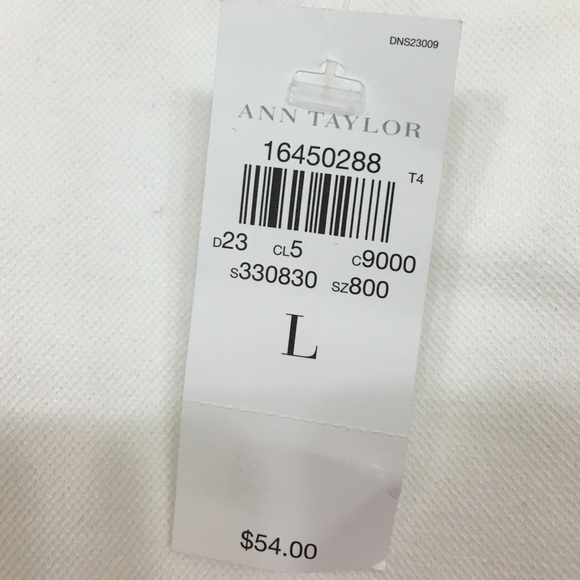 DNS23009
ANN TAYLOR
16450288
T4
D23 CL5 C9000
S330830 SZ800
L
$54.00